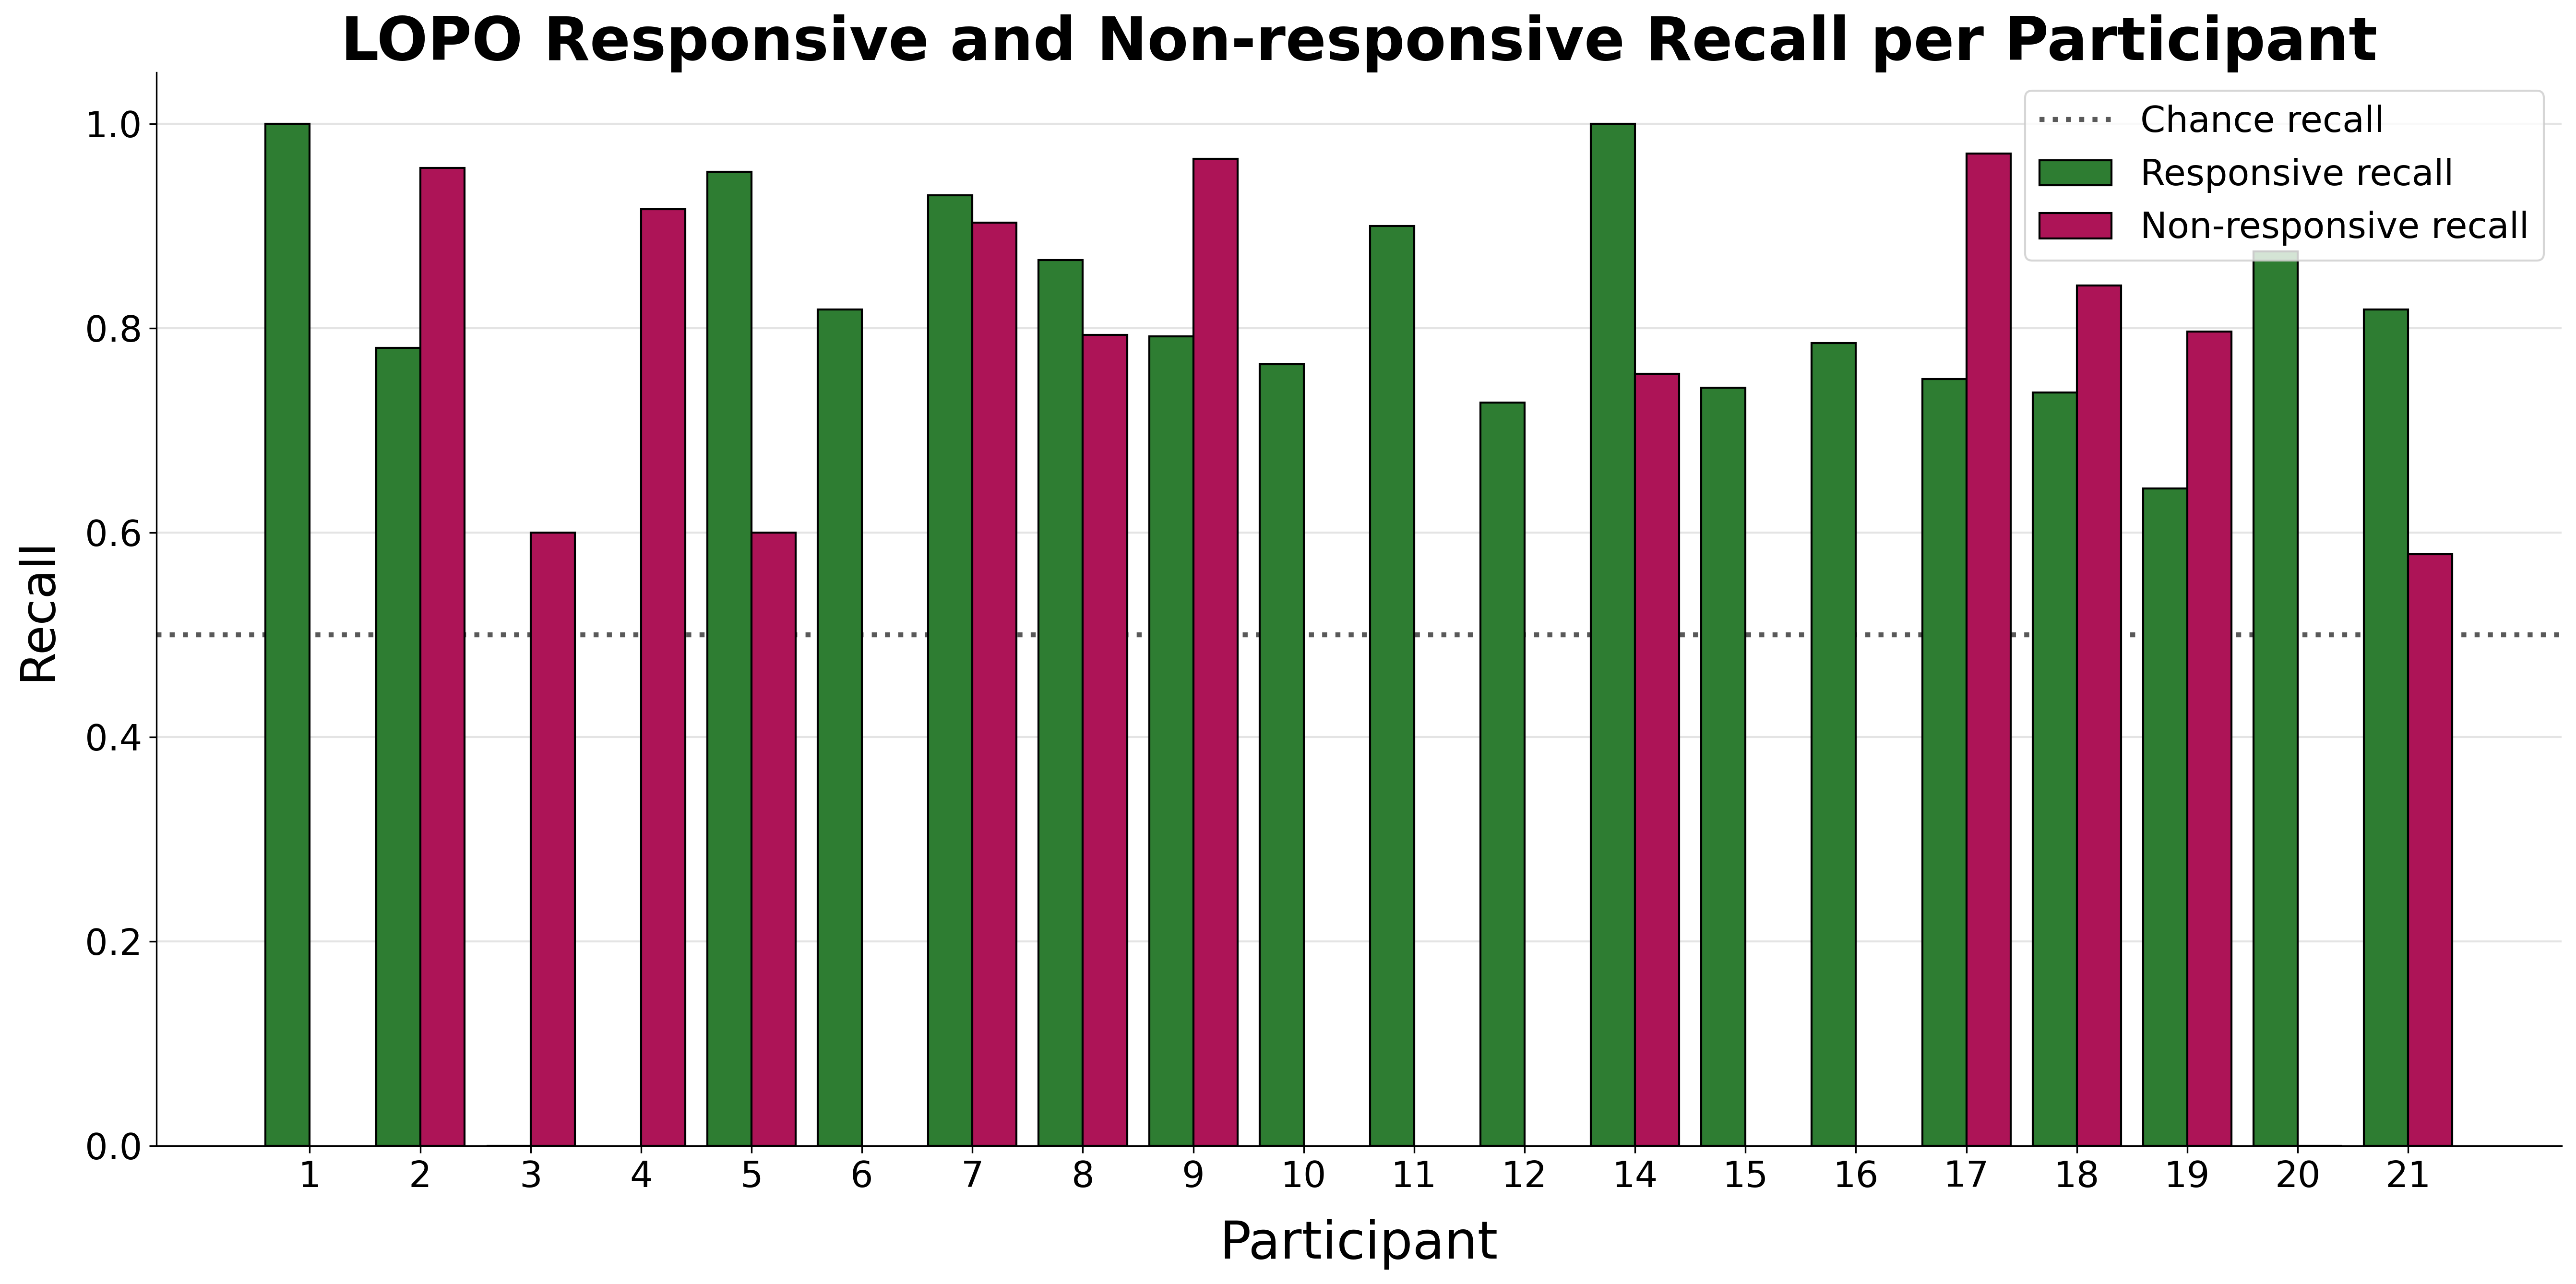 LOPO Responsive and Non-responsive Recall per Participant
Chance recall
Responsive recall
Non-responsive recall
1.0
0.8
0.6
0.4
0.2
0.0
Recall
1 2 3 4 5 6 7 8 9 10 11 12 14 15 16 17 18 19 20 21
Participant